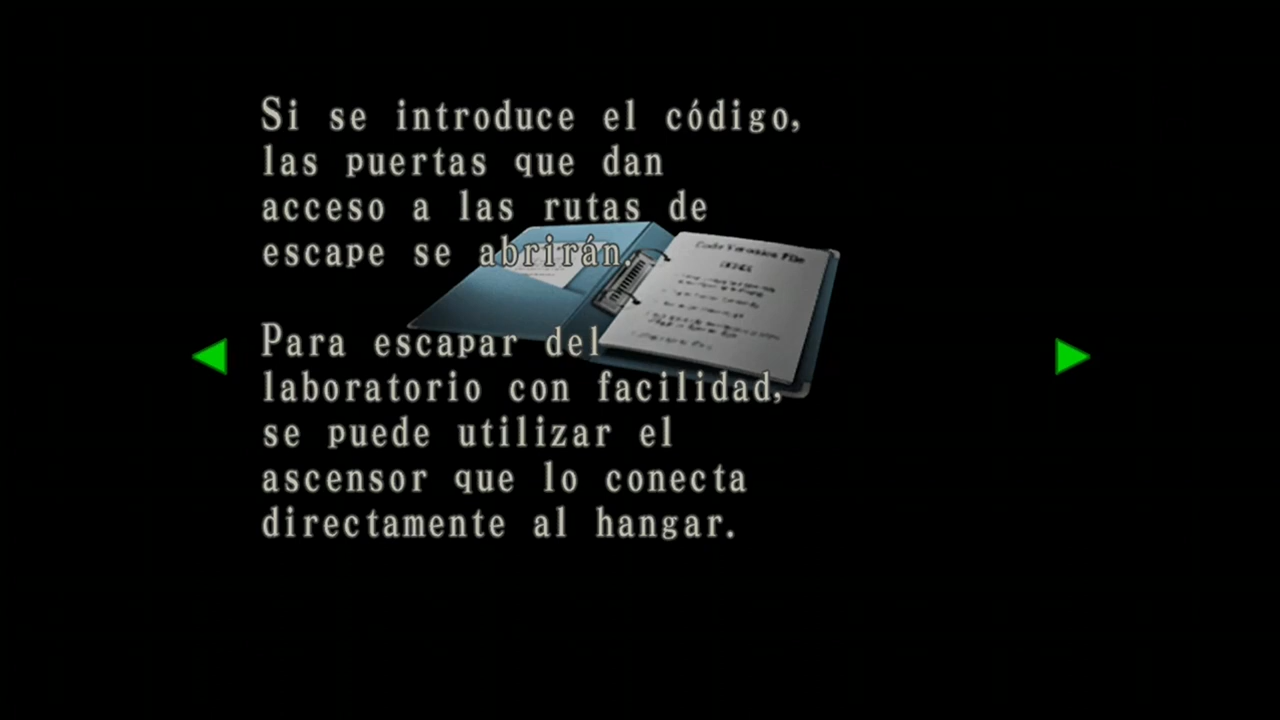 Si se introduce el código,
las puertas que dan
acceso a las rutas de
escape se abrirán.
Para escapar del
laboratorio con facilidad,
se puede utilizar el
ascensor que lo conecta
directamente al hangar.